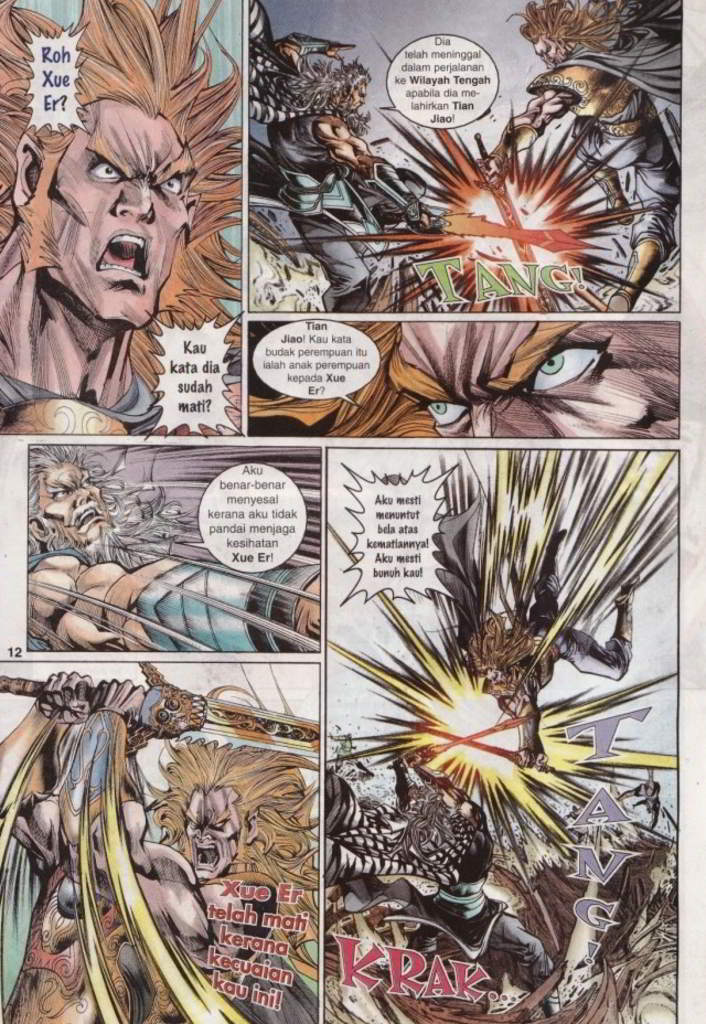 Roh
Xue
Er?
Dia
telah meninggal
dalam perjalanan
ke Wilayah Tengah
apabila dia me-
lahirkan Tian
Jiao!
TANG!
Kau
kata dia
sudah
mati?
Tian
Jiao! Kau kata
budak perempuan itu
ialah anak perempuan
kepada Xue
Er?
Aku
benar-benar
menyesal
kerana aku tidak
pandai menjaga
kesihatan
Xue Er!
Aku mesti
menuntut
bela atas
kematiannya!
Aku mesti
bunuh kau!
TANG!
KRAK..
12
Xue Er
telah mati
kerana
kecuaian
kau ini!